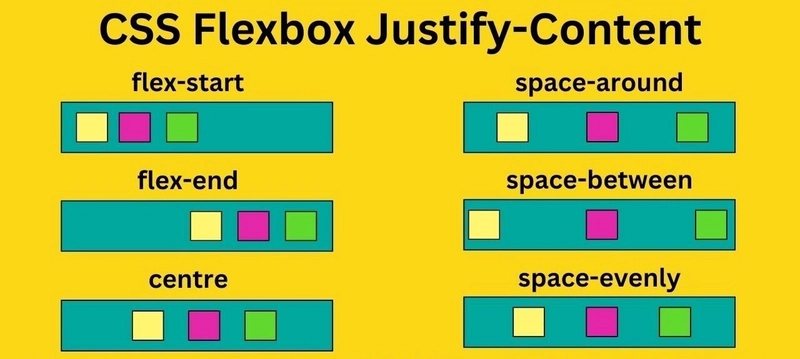 CSS Flexbox Justify-Content
flex-start
space-around
flex-end
space-between
centre
space-evenly